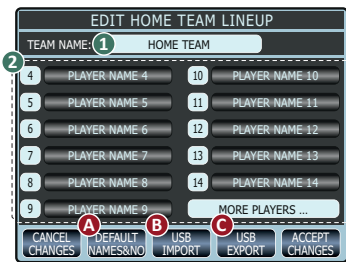 EDIT HOME TEAM LINEUP
TEAM NAME: 1 HOME TEAM
2
4 PLAYER NAME 4 10 PLAYER NAME 10
5 PLAYER NAME 5 11 PLAYER NAME 11
6 PLAYER NAME 6 12 PLAYER NAME 12
7 PLAYER NAME 7 13 PLAYER NAME 13
8 PLAYER NAME 8 14 PLAYER NAME 14
9 PLAYER NAME 9 MORE PLAYERS ...
A B C
CANCEL DEFAULT USB USB ACCEPT
CHANGES NAMES&NO IMPORT EXPORT CHANGES